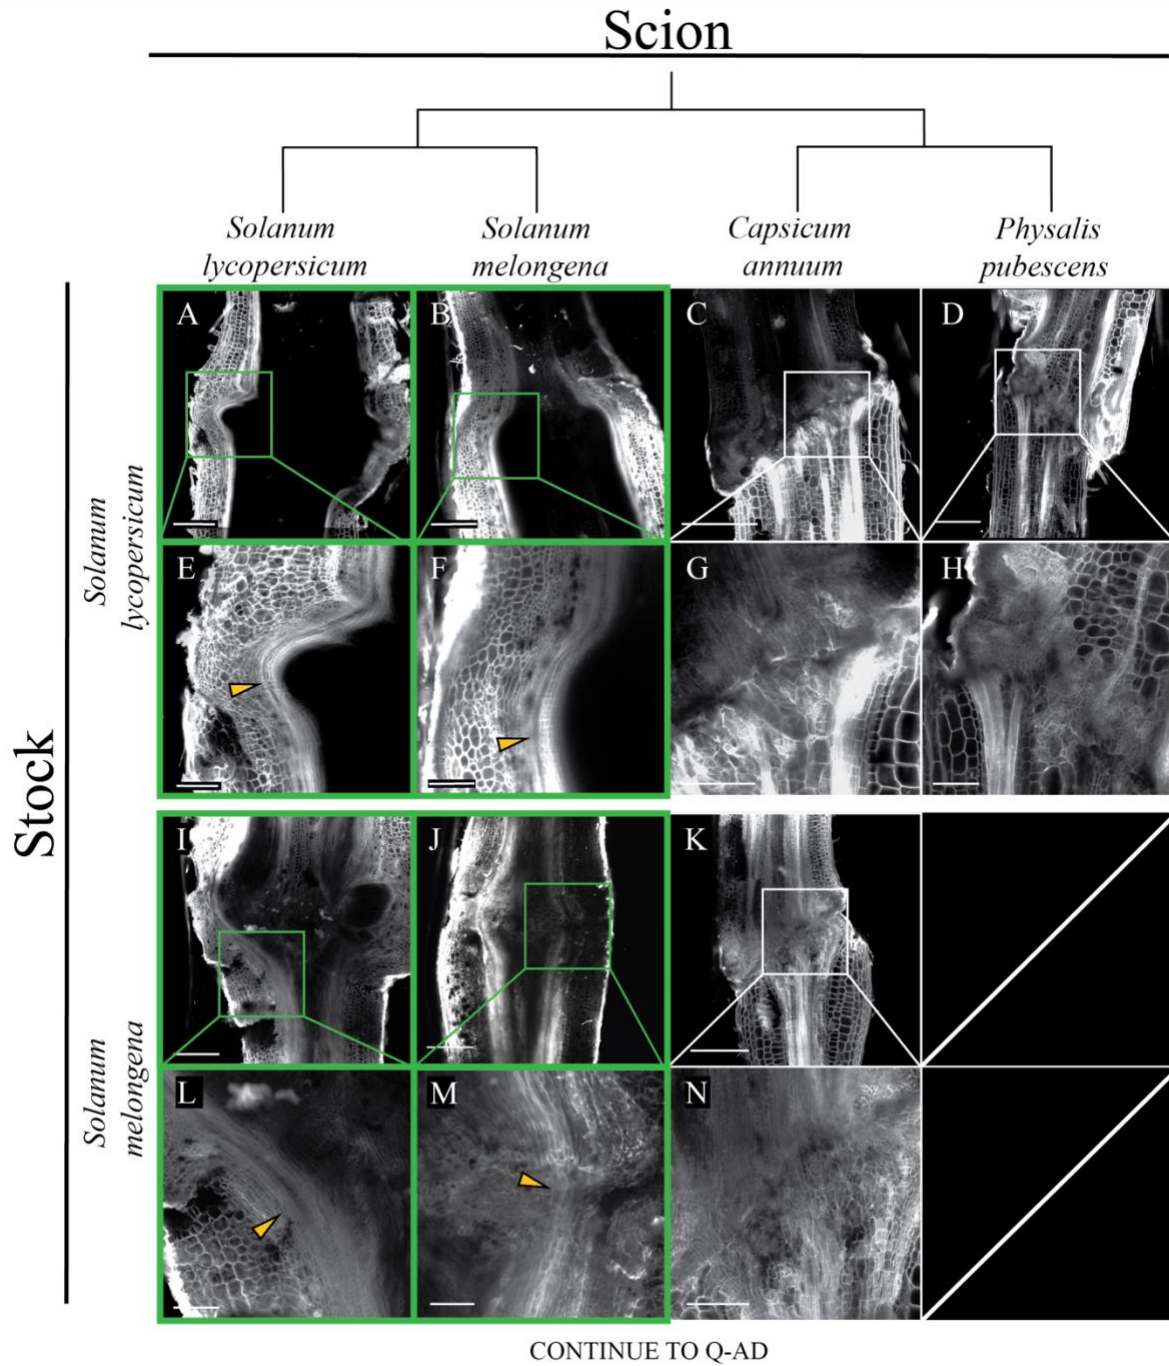 Scion
Solanum
lycopersicum
Solanum
melongena
Capsicum
annuum
Physalis
pubescens
Stock
Solanum
lycopersicum
A
B
C
D
E
F
G
H
Solanum
melongena
I
J
K
L
M
N
CONTINUE TO Q-AD